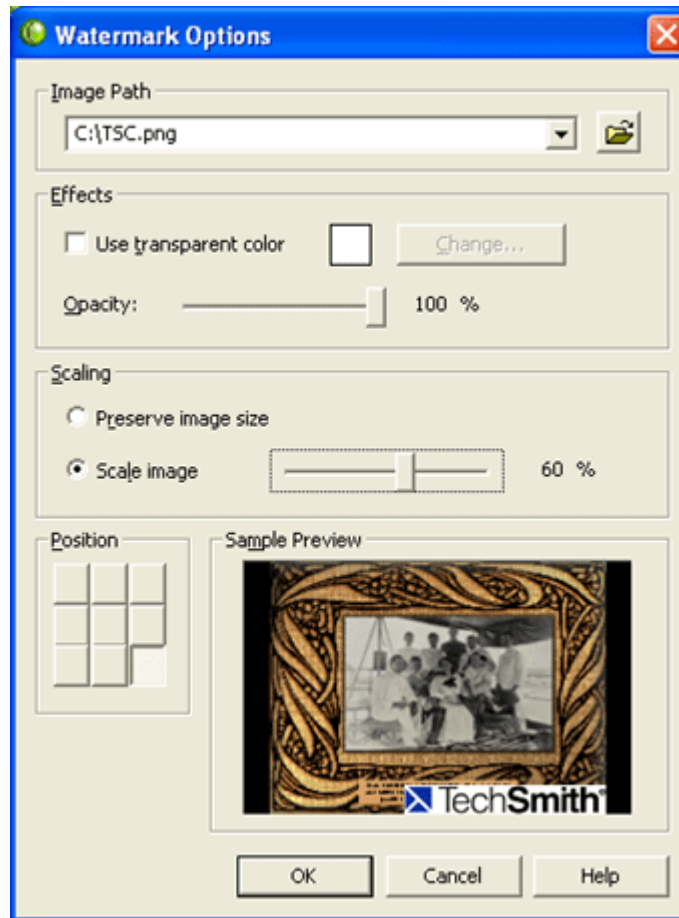 Watermark Options
Image Path
C:\TSC.png
Effects
Use transparent color
Change...
Opacity:
100 %
Scaling
Preserve image size
Scale image
60 %
Position
Sample Preview
TechSmith®
OK
Cancel
Help